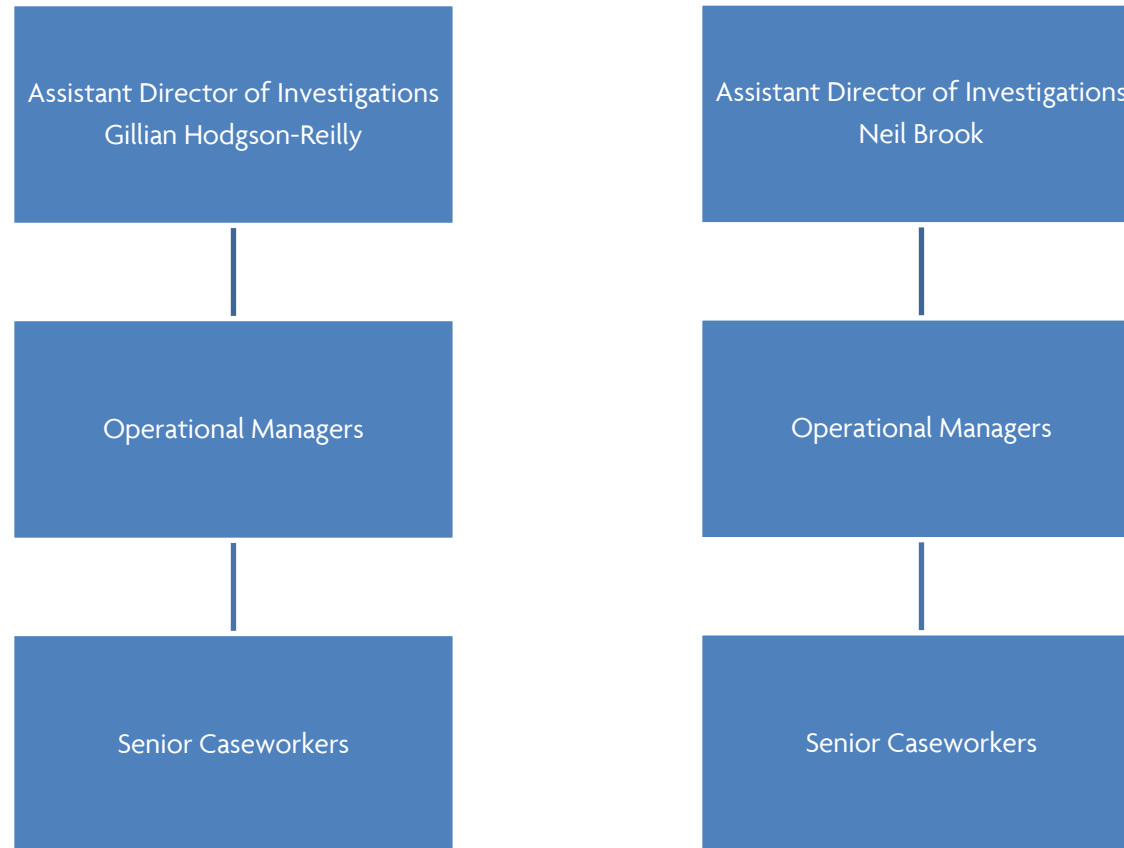 Assistant Director of Investigations
Gillian Hodgson-Reilly
Operational Managers
Senior Caseworkers
Assistant Director of Investigations
Neil Brook
Operational Managers
Senior Caseworkers